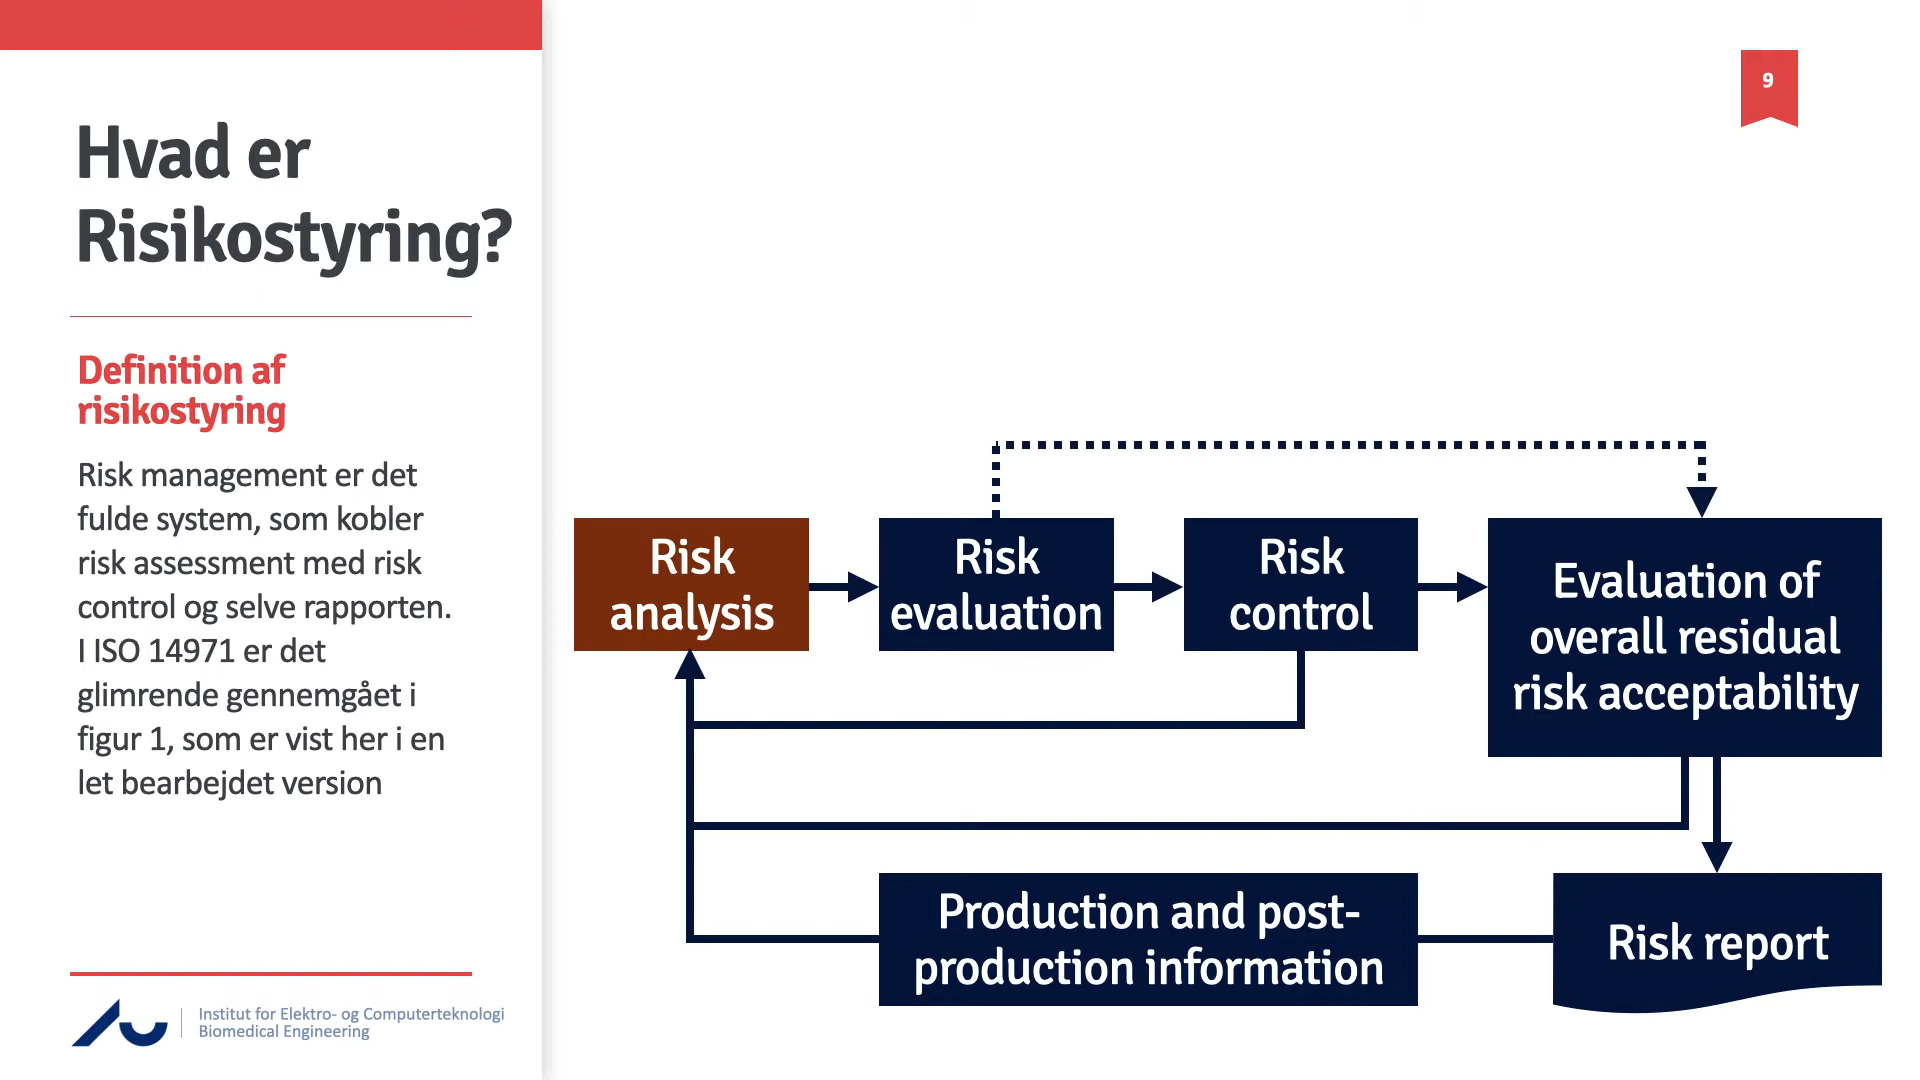 Hvad er
Risikostyring?
Definition af
risikostyring
Risk management er det
fulde system, som kobler
risk assessment med risk
control og selve rapporten.
I ISO 14971 er det
glimrende gennemgået i
figur 1, som er vist her i en
let bearbejdet version
Institut for Elektro- og Computerteknologi
Biomedical Engineering
9
Risk
analysis
Risk
evaluation
Risk
control
Evaluation of
overall residual
risk acceptability
Production and post-
production information
Risk report